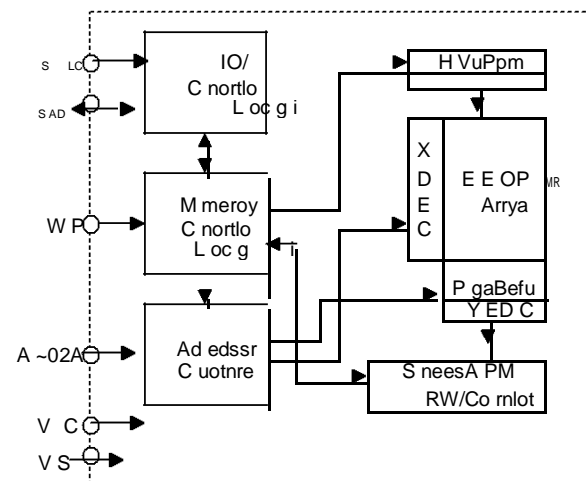 S LC
S AD
W P
A ~02A
V C
V S
IO/
C nortlo
L oc g i
M meroy
C nortlo
L oc g i
Ad edssr
C uotnre
H VuPpm
X
D
E
C
E E OP MR
Arrya
P gaBefu
Y ED C
S neesA PM
RW/Co rnlot